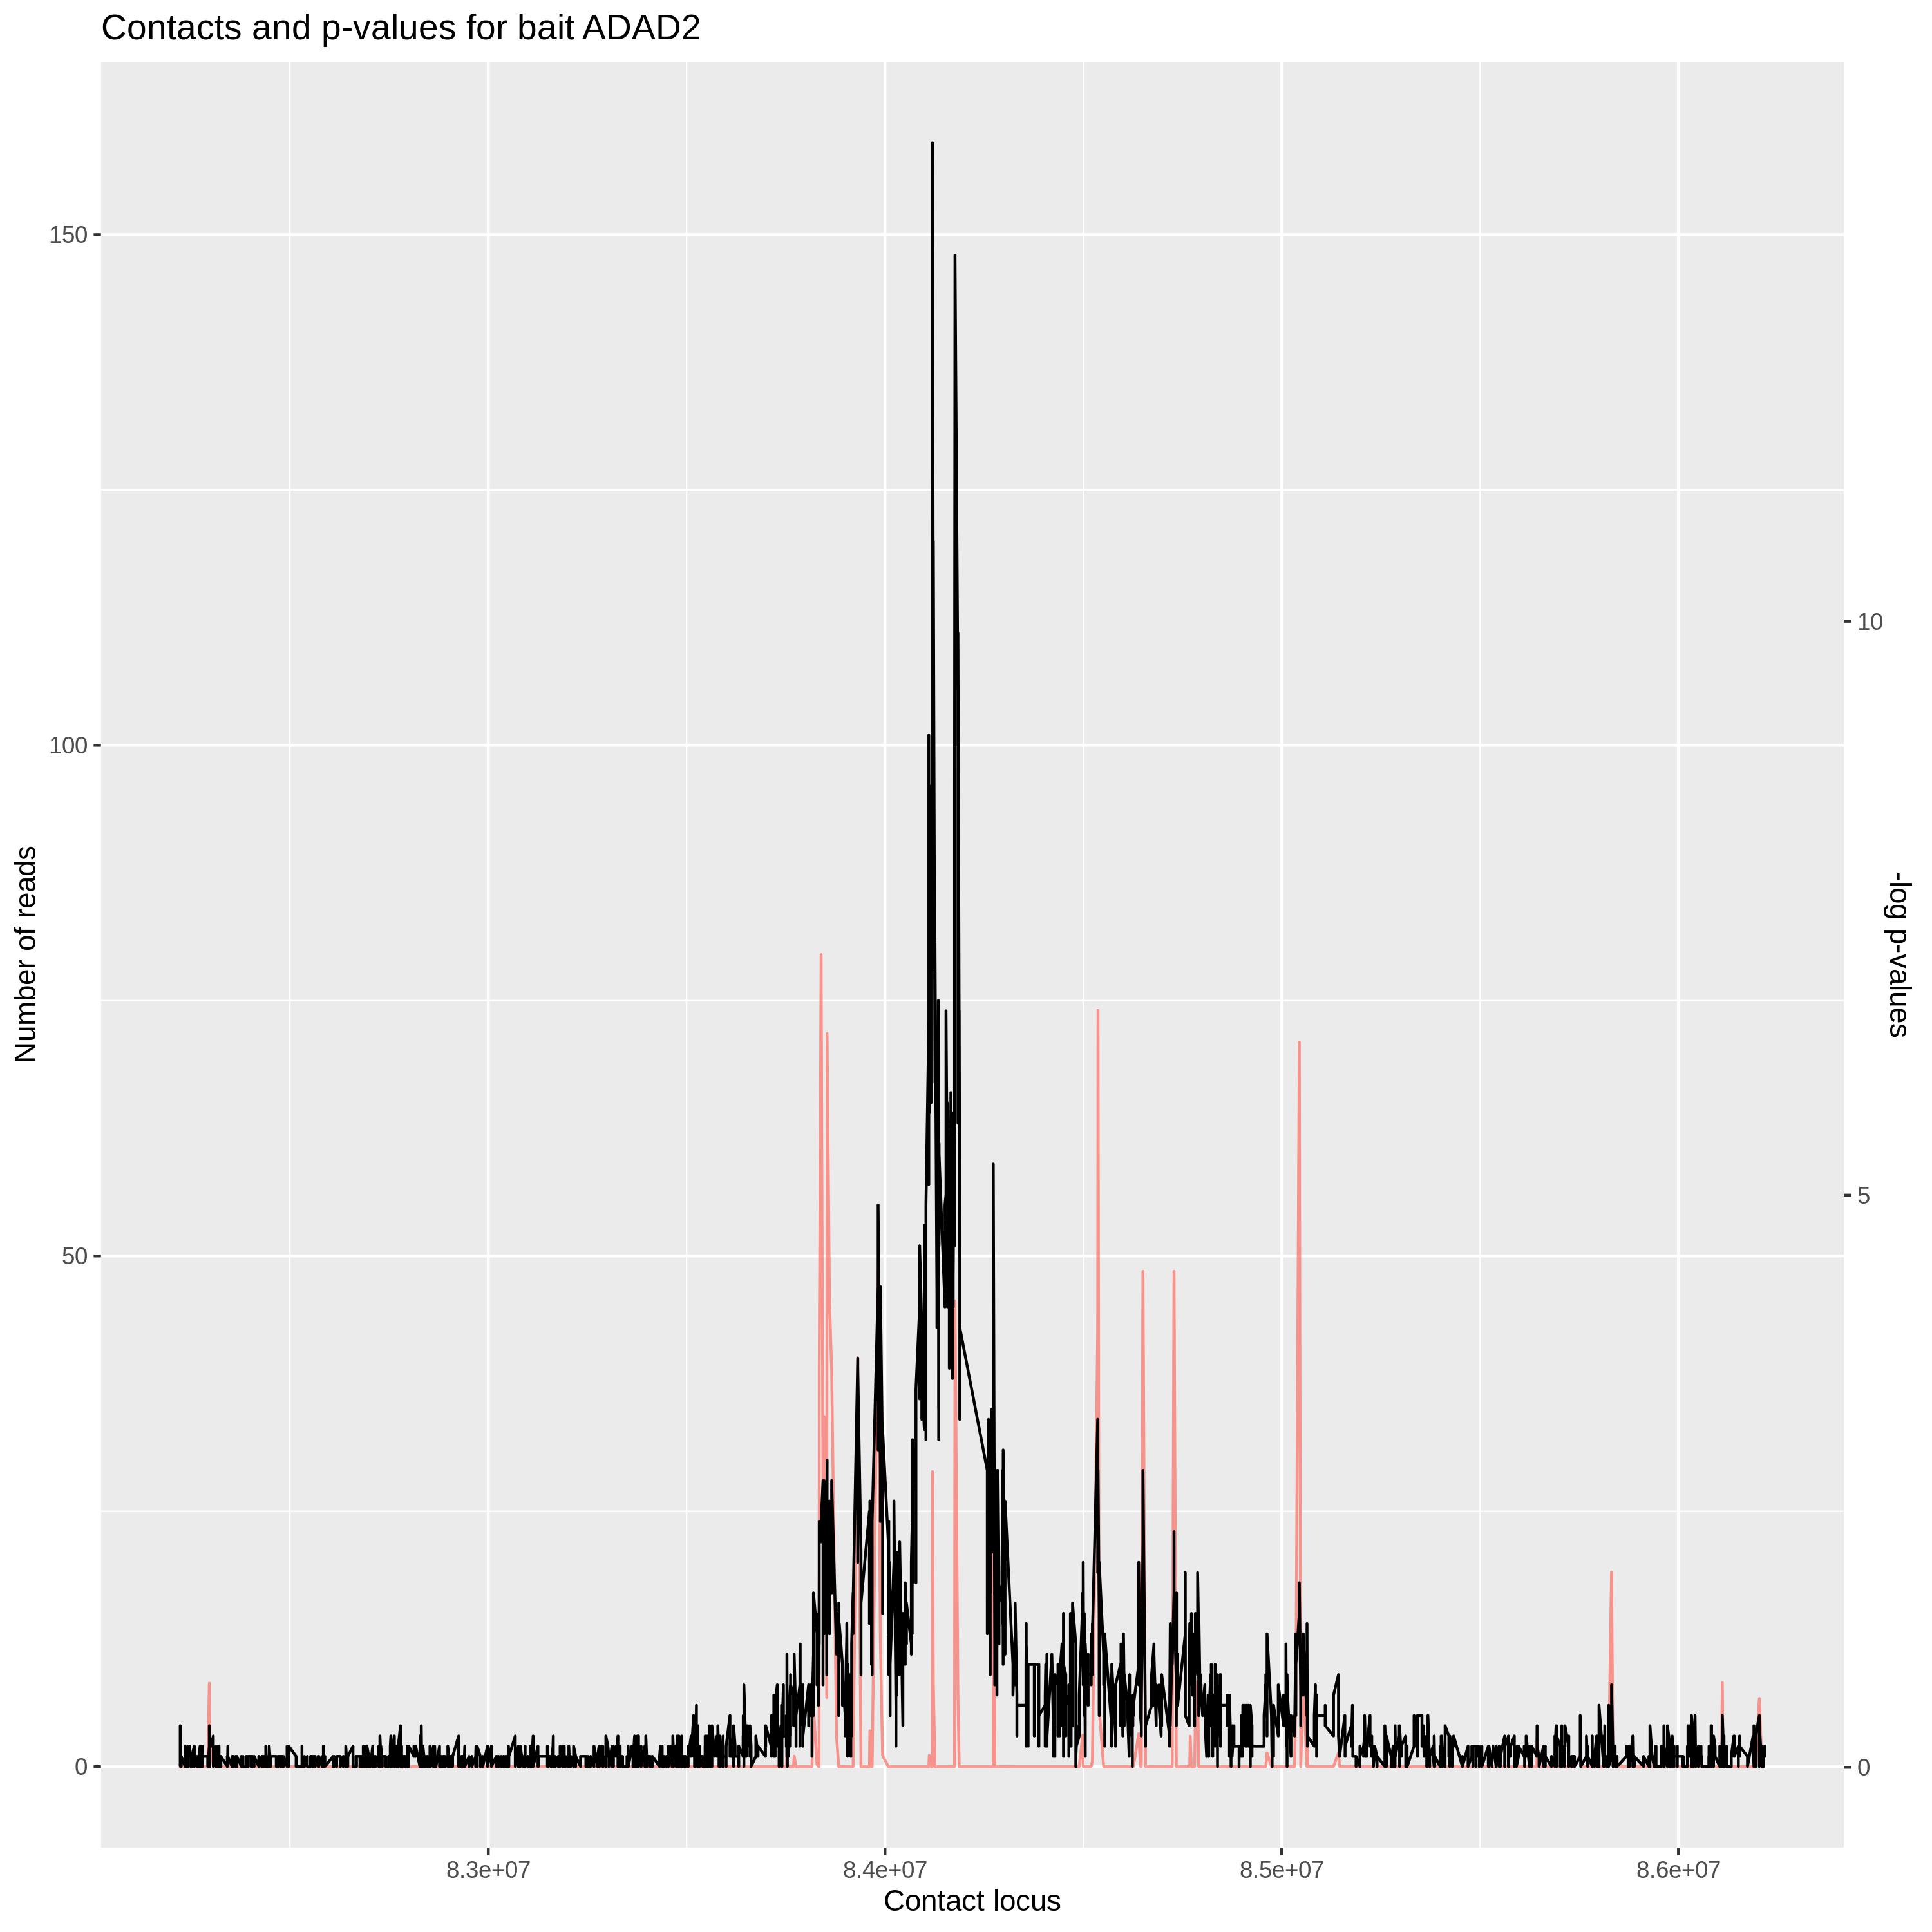 Contacts and p-values for bait ADAD2
150
100
50
0
Number of reads
10
5
0
-log p-values
8.3e+07
8.4e+07
8.5e+07
8.6e+07
Contact locus